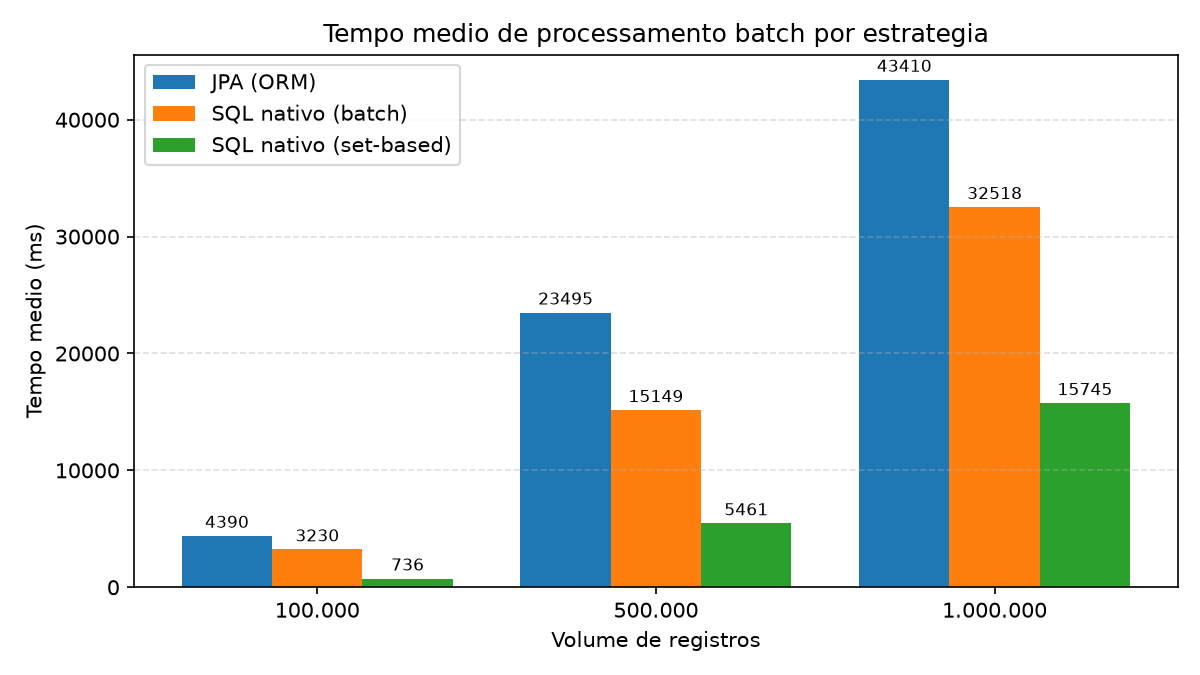 Tempo medio de processamento batch por estrategia
JPA (ORM)
SQL nativo (batch)
SQL nativo (set-based)
Tempo medio (ms)
40000
30000
20000
10000
0
4390
3230
736
23495
15149
5461
43410
32518
15745
100.000
500.000
1.000.000
Volume de registros